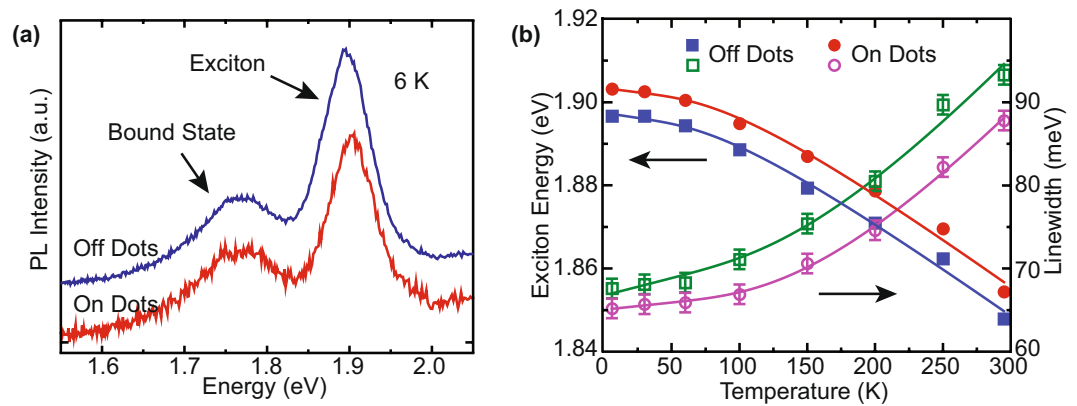 (a)
Exciton
6 K
Bound State
Off Dots
On Dots
PL Intensity (a.u.)
1.6 1.7 1.8 1.9 2.0
Energy (eV)
(b)
Off Dots On Dots
1.92
1.90
1.88
1.86
1.84
Exciton Energy (eV)
90
80
70
60
Linewidth (meV)
0 50 100 150 200 250 300
Temperature (K)